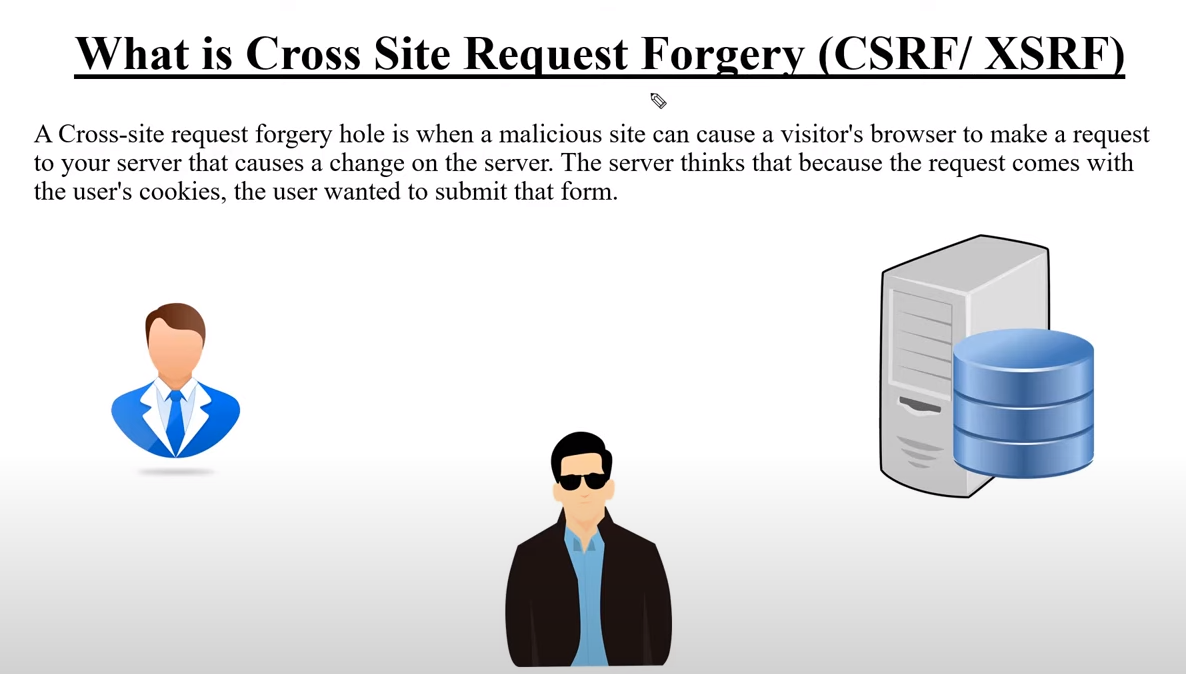 What is Cross Site Request Forgery (CSRF/ XSRF)
A Cross-site request forgery hole is when a malicious site can cause a visitor's browser to make a request
to your server that causes a change on the server. The server thinks that because the request comes with
the user's cookies, the user wanted to submit that form.